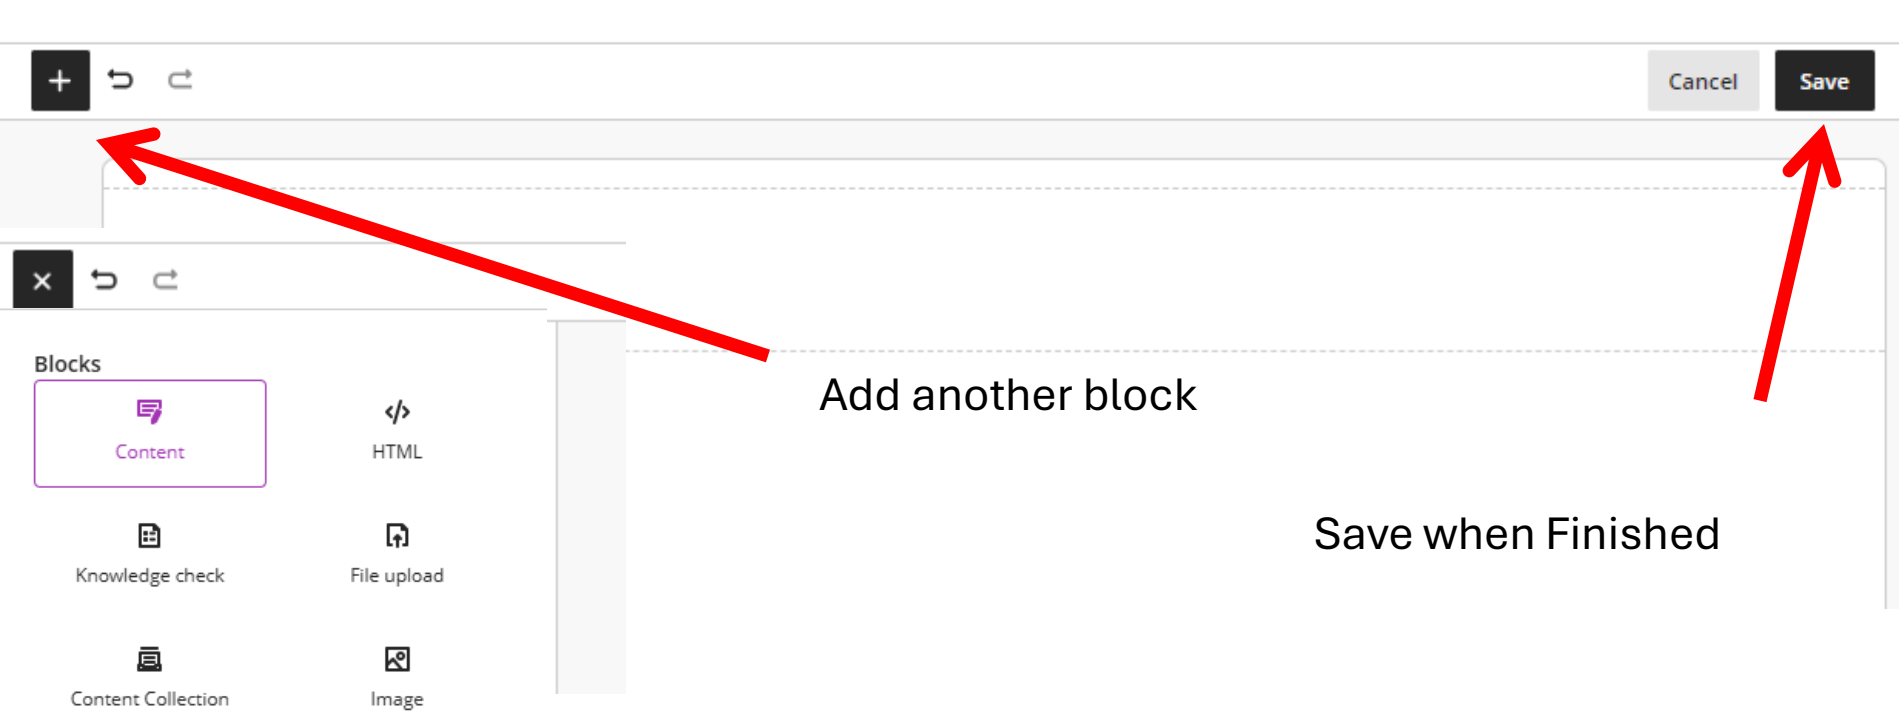 Cancel Save
Blocks
Content HTML
Add another block
Save when Finished
Knowledge check File upload
Content Collection Image